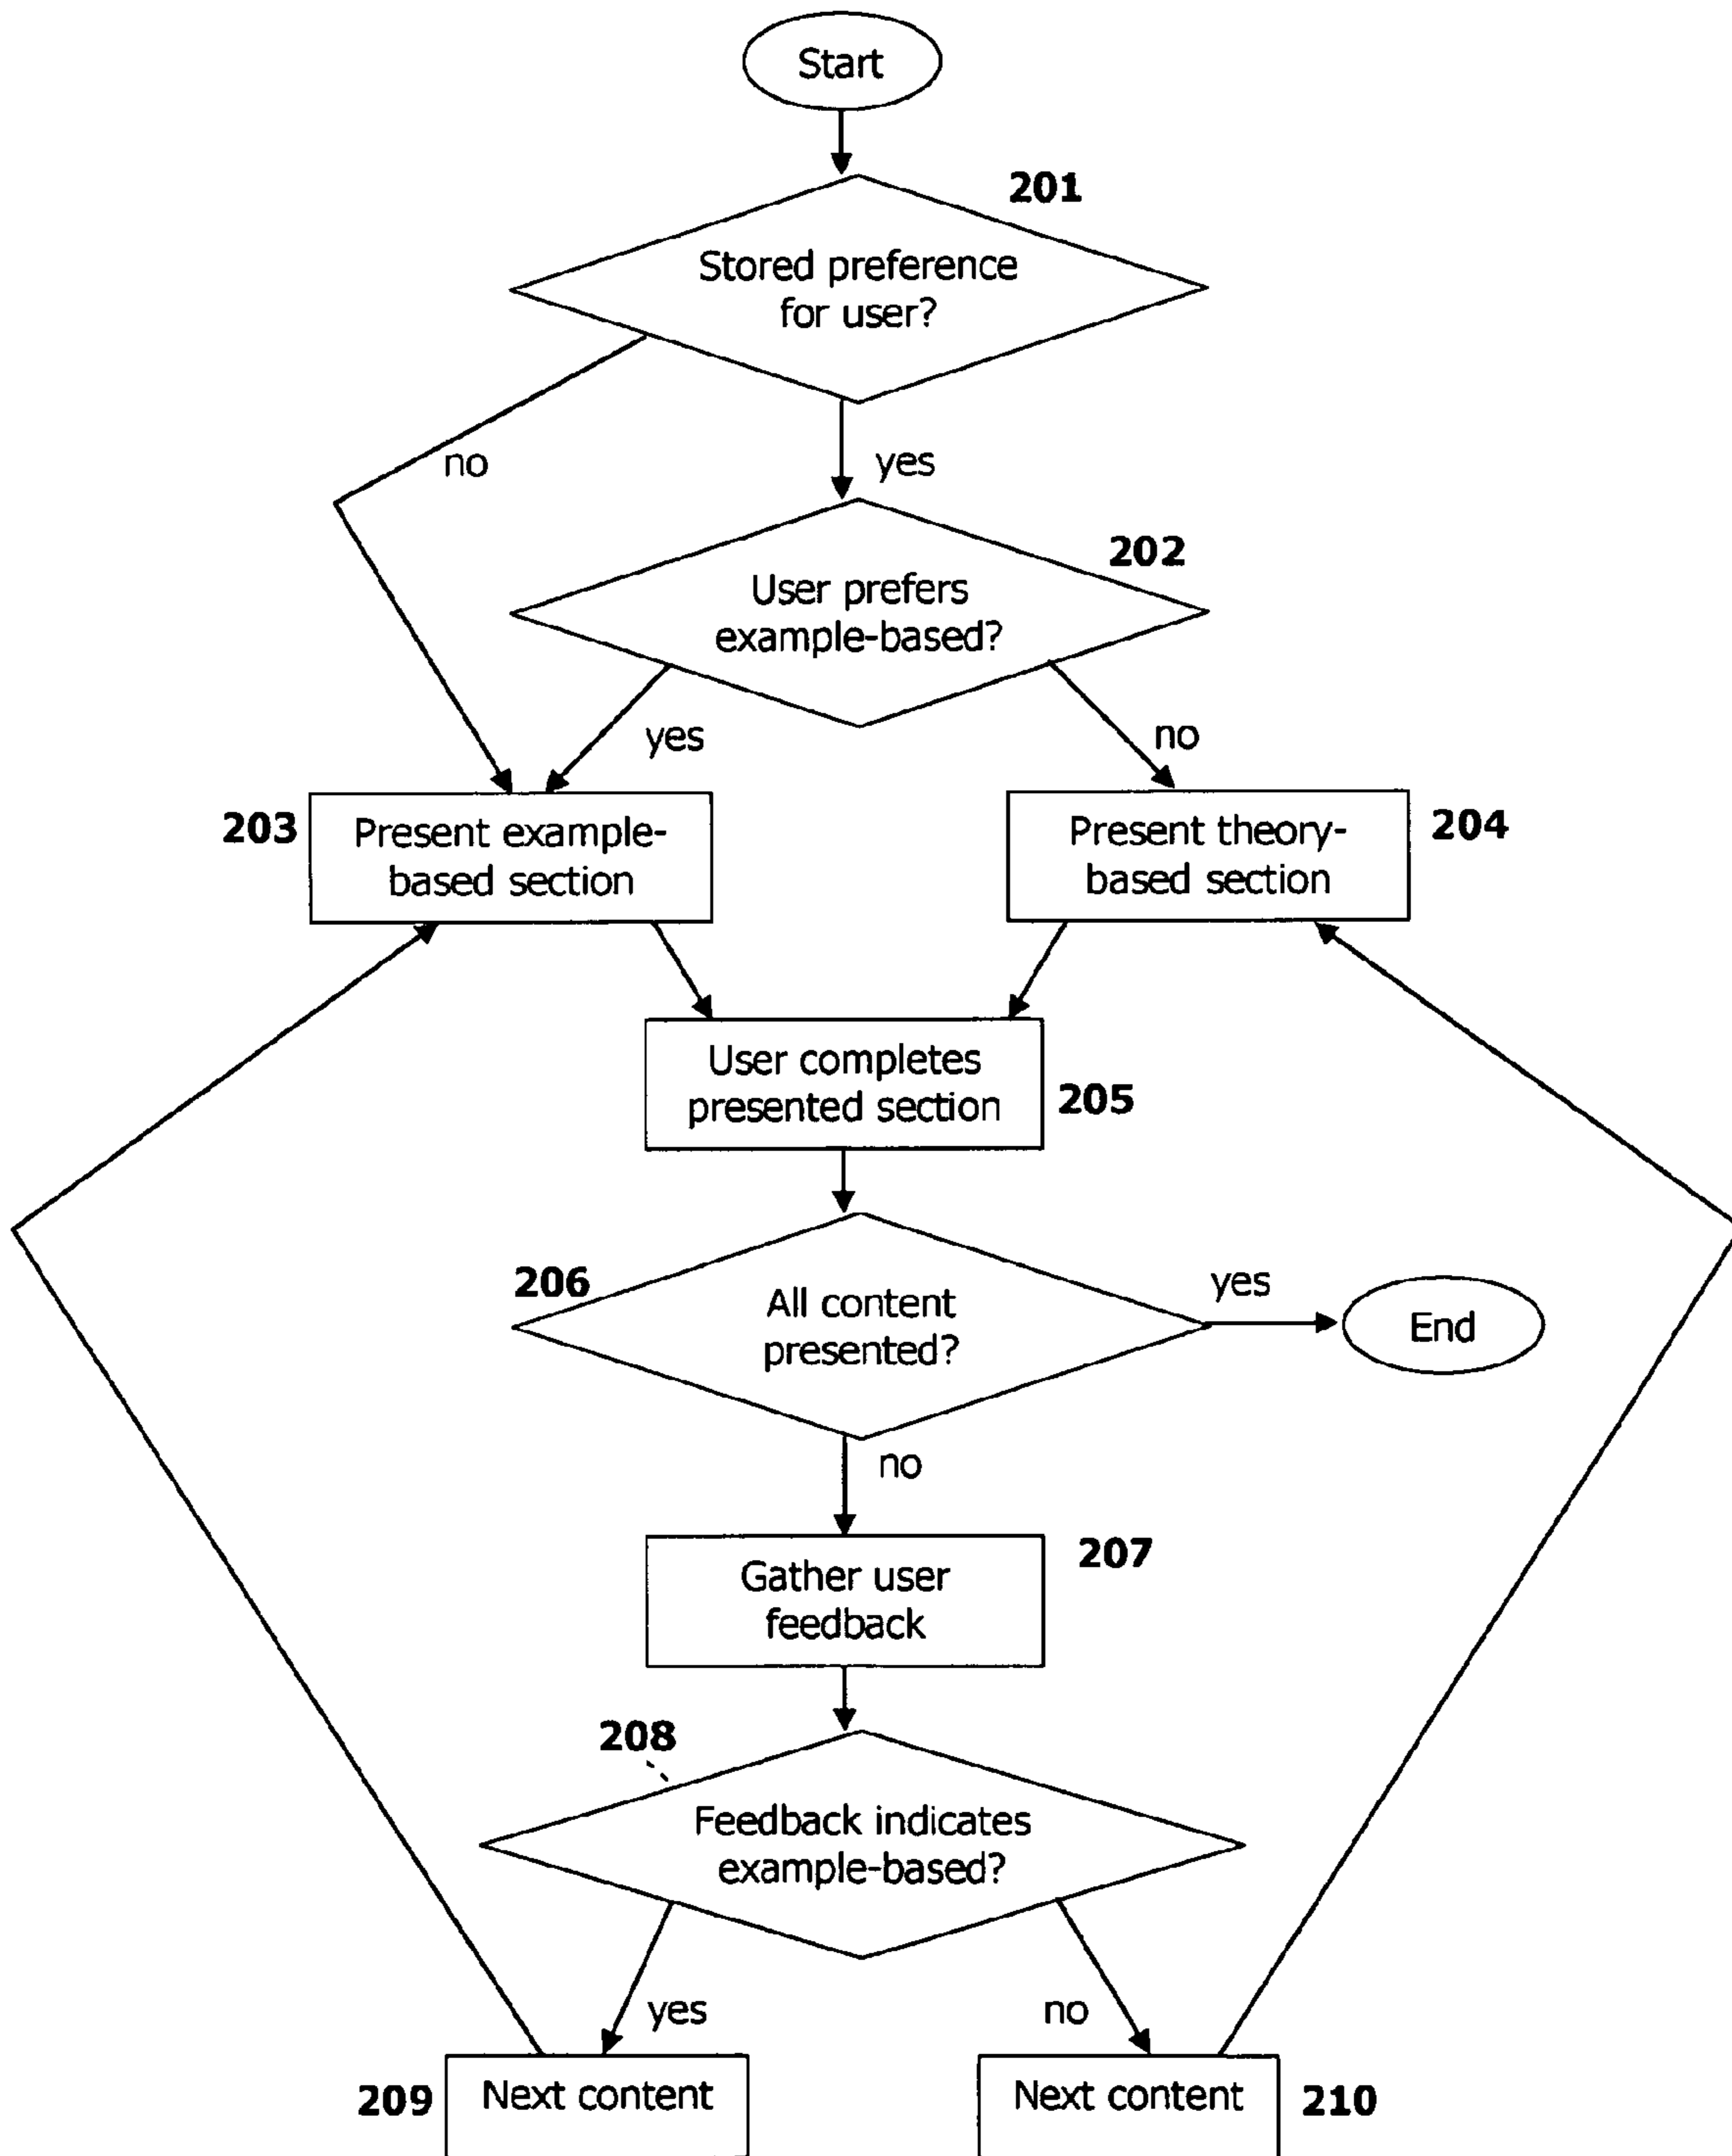 Start
201
Stored preference
for user?
no
yes
202
User prefers
example-based?
yes
no
203
Present example-
based section
Present theory-
based section
204
User completes
presented section
205
206
All content
presented?
yes
End
no
207
Gather user
feedback
208
Feedback indicates
example-based?
yes
no
209
Next content
Next content
210